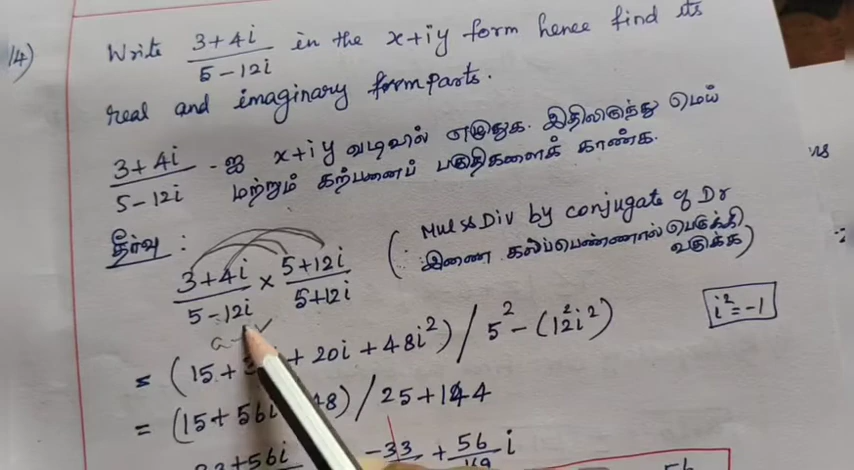 14) Write 3+4i/5-12i in the x+iy form hence find its
real and imaginary form parts.
3+4i/5-12i -ஐ x+iy வடிவில் எழுதுக. இதிலிருந்து மெய்
மற்றும் கற்பனைப் பகுதிகளைக் காண்க.
தீர்வு :
(Mul & Div by conjugate of Dr
இணை கலப்பெண்ணால் பெருக்கி
வகுக்க)
3+4i/5-12i × 5+12i/5+12i
i²=-1
= (15+ + 20i + 48i²) / 5² - (12²i²)
= (15+56i 48) / 25+144
33+56i -33 + 56/169 i
56